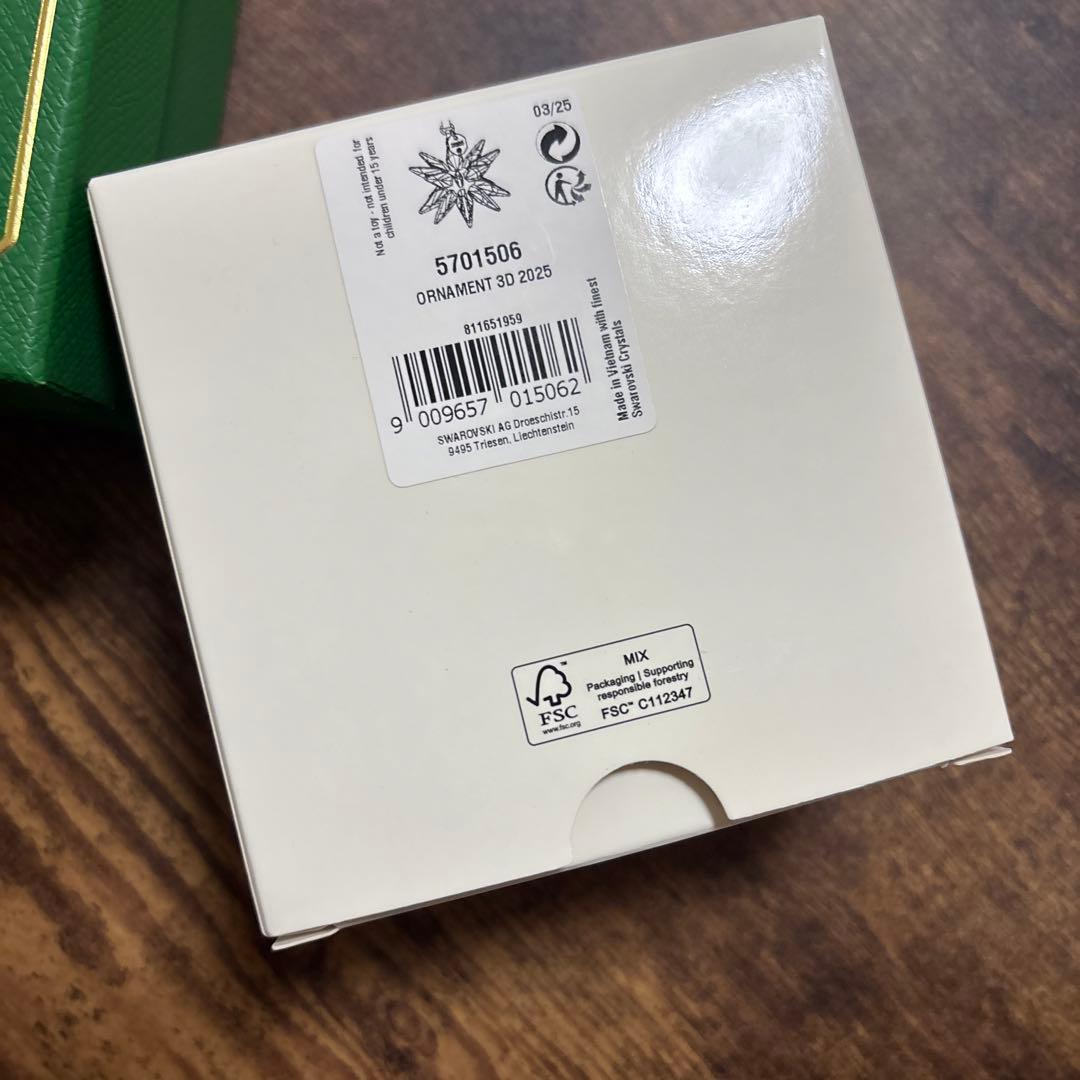 03/25
Not a toy - not intended for
children under 15 years
5701506
ORNAMENT 3D 2025
811651959
9 009657 015062
SWAROVSKI AG Droeschistr.15
9495 Triesen, Liechtenstein
Made in Vietnam with finest
Swarovski Crystals
FSC
www.fsc.org
MIX
Packaging | Supporting
responsible forestry
FSC™ C112347